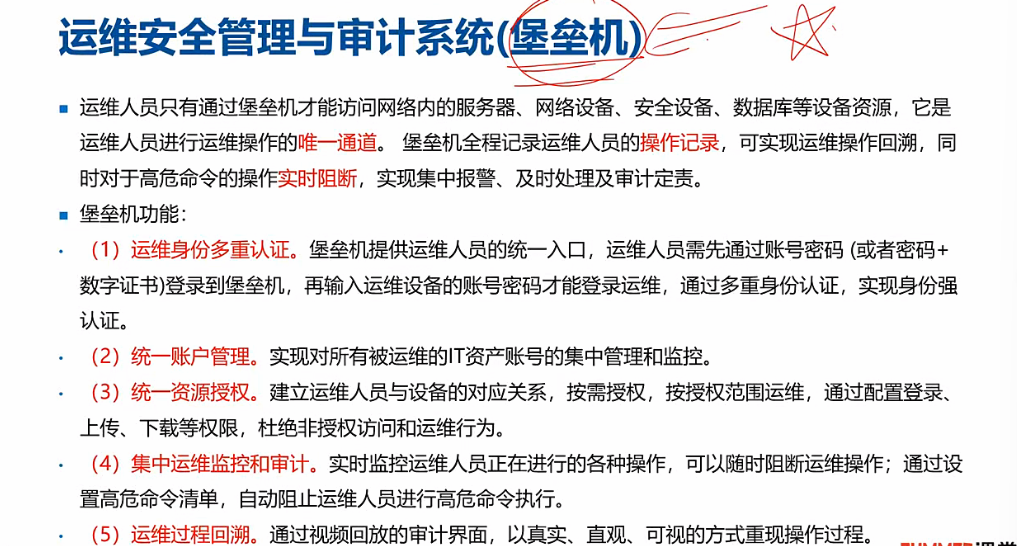 运维安全管理与审计系统(堡垒机)
▪ 运维人员只有通过堡垒机才能访问网络内的服务器、网络设备、安全设备、数据库等设备资源，它是
运维人员进行运维操作的唯一通道。 堡垒机全程记录运维人员的操作记录，可实现运维操作回溯，同
时对于高危命令的操作实时阻断，实现集中报警、及时处理及审计定责。
▪ 堡垒机功能：
· （1）运维身份多重认证。堡垒机提供运维人员的统一入口，运维人员需先通过账号密码 (或者密码+
数字证书)登录到堡垒机，再输入运维设备的账号密码才能登录运维，通过多重身份认证，实现身份强
认证。
· （2）统一账户管理。实现对所有被运维的IT资产账号的集中管理和监控。
· （3）统一资源授权。建立运维人员与设备的对应关系，按需授权，按授权范围运维，通过配置登录、
上传、下载等权限，杜绝非授权访问和运维行为。
· （4）集中运维监控和审计。实时监控运维人员正在进行的各种操作，可以随时阻断运维操作；通过设
置高危命令清单，自动阻止运维人员进行高危命令执行。
· （5）运维过程回溯。通过视频回放的审计界面，以真实、直观、可视的方式重现操作过程。